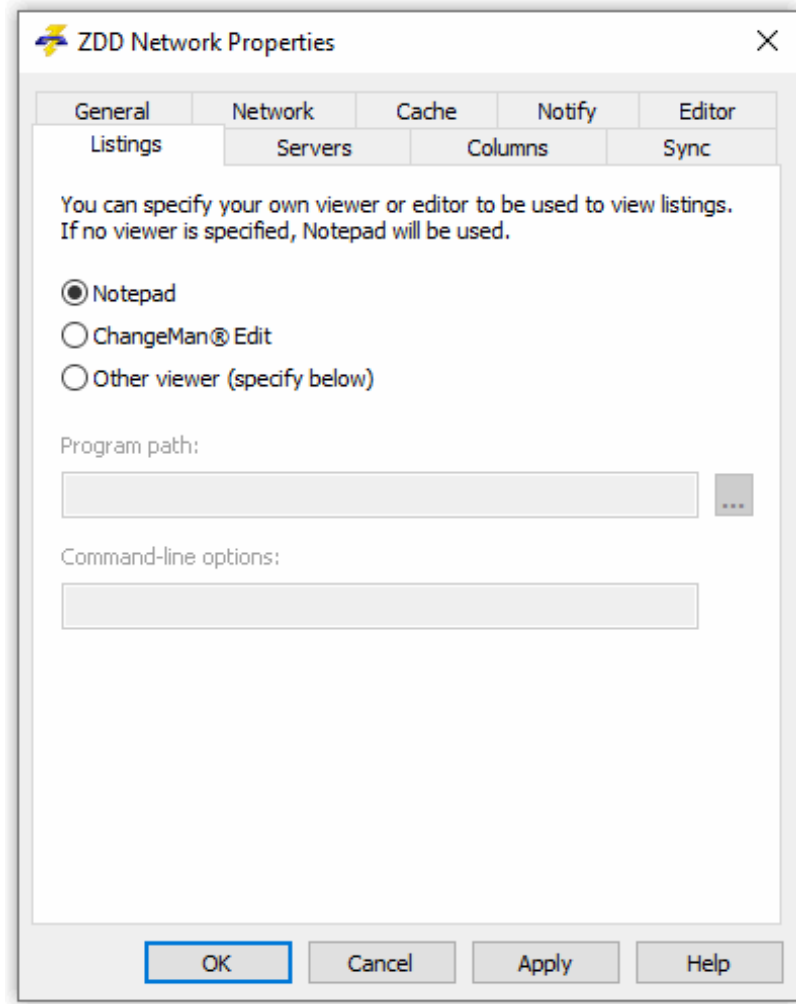 ZDD Network Properties
General Network Cache Notify Editor
Listings Servers Columns Sync
You can specify your own viewer or editor to be used to view listings.
If no viewer is specified, Notepad will be used.
Notepad
ChangeMan® Edit
Other viewer (specify below)
Program path:
...
Command-line options:
OK Cancel Apply Help